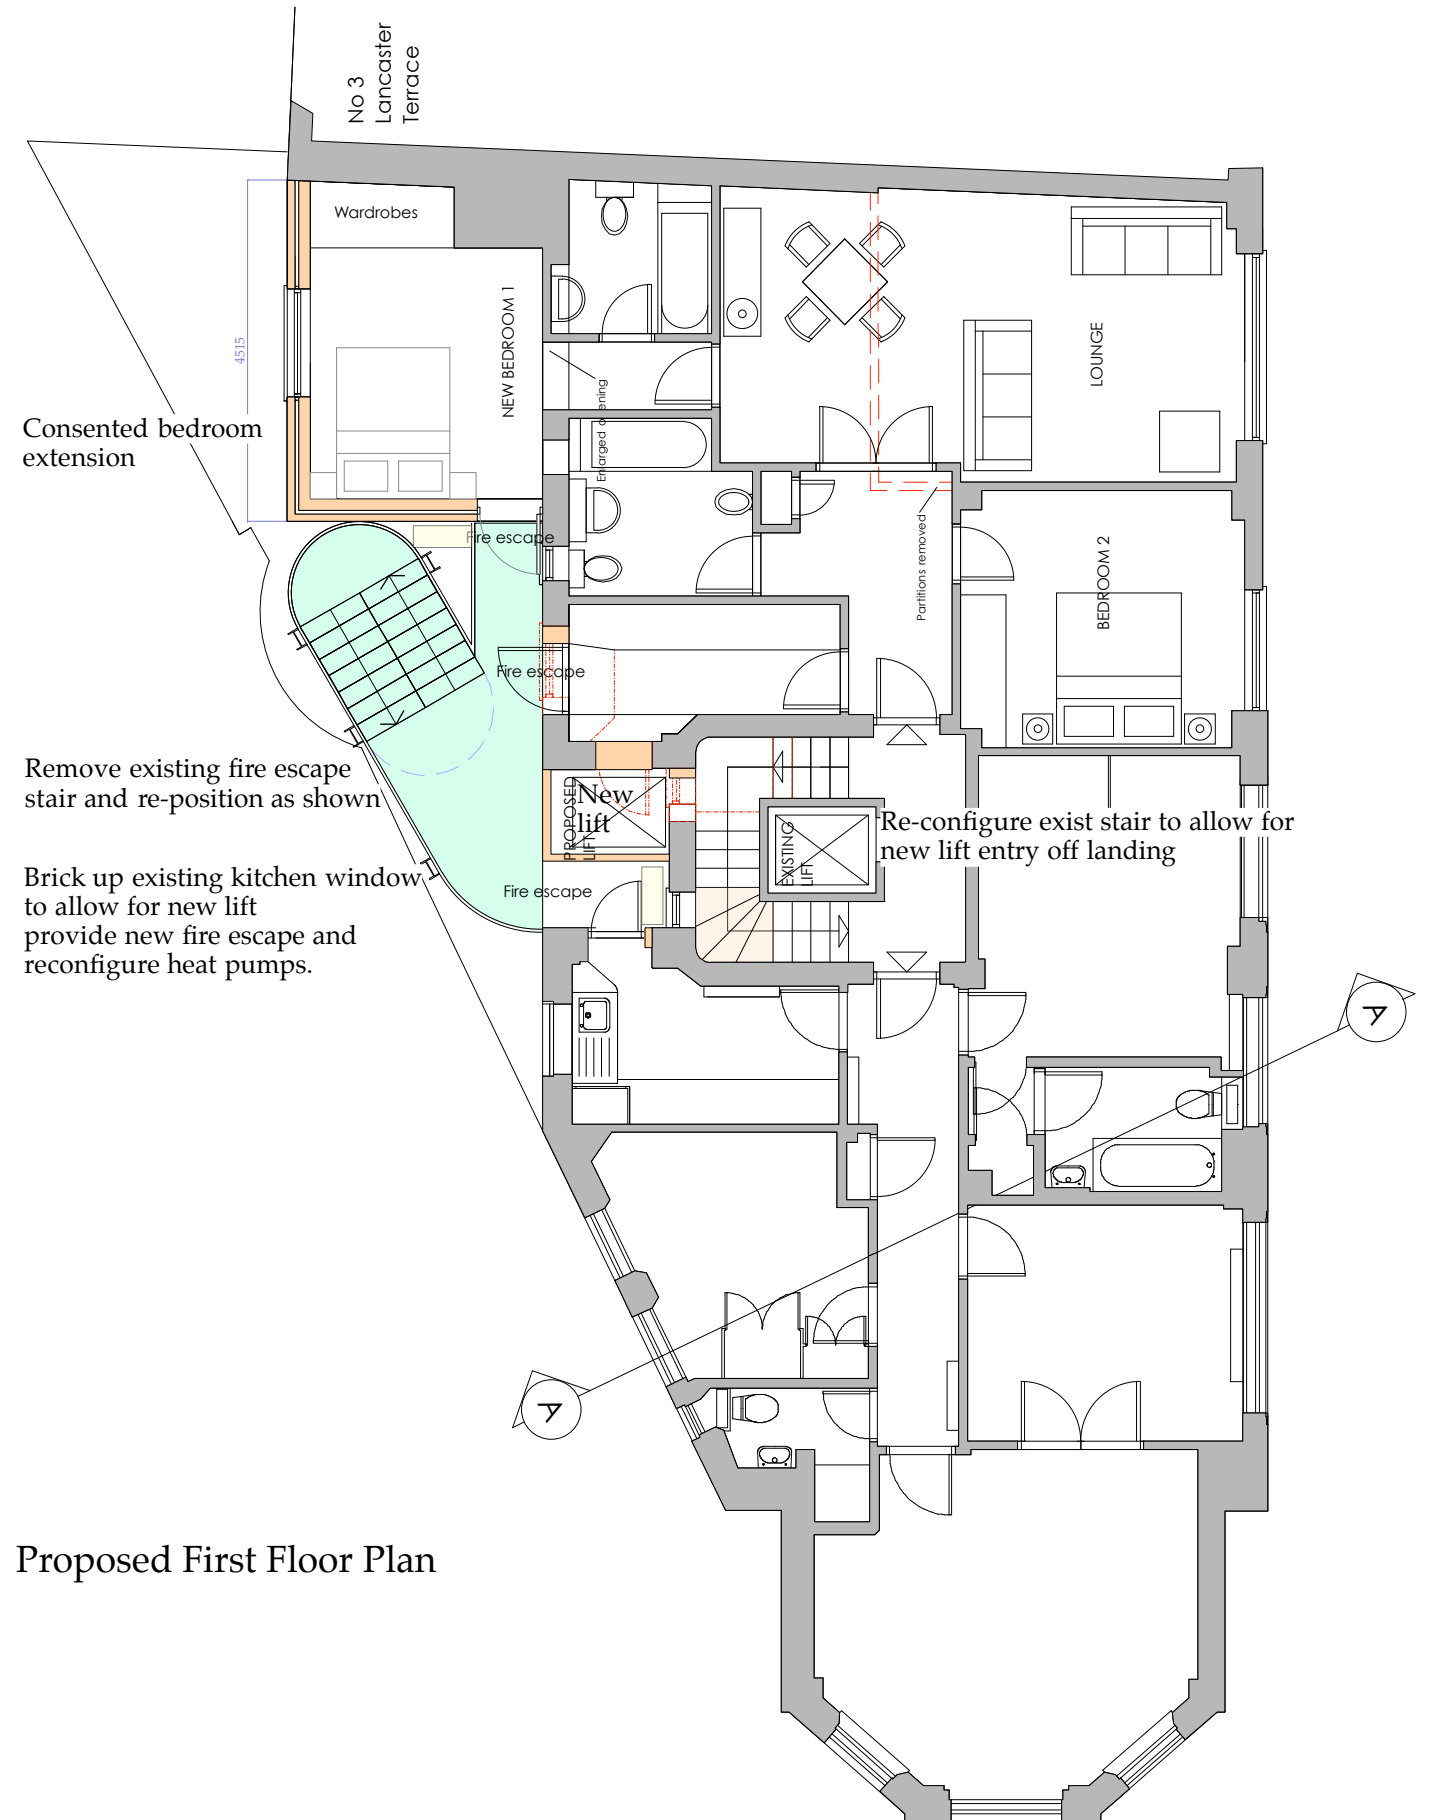 No 3
Lancaster
Terrace
Wardrobes
NEW BEDROOM 1
4515
LOUNGE
Consented bedroom
extension
Enlarged opening
Fire escape
Partitions removed
BEDROOM 2
Fire escape
Remove existing fire escape
stair and re-position as shown
PROPOSED
LIFT
New
lift
EXISTING
LIFT
Re-configure exist stair to allow for
new lift entry off landing
Brick up existing kitchen window
to allow for new lift
provide new fire escape and
reconfigure heat pumps.
Fire escape
A
A
Proposed First Floor Plan